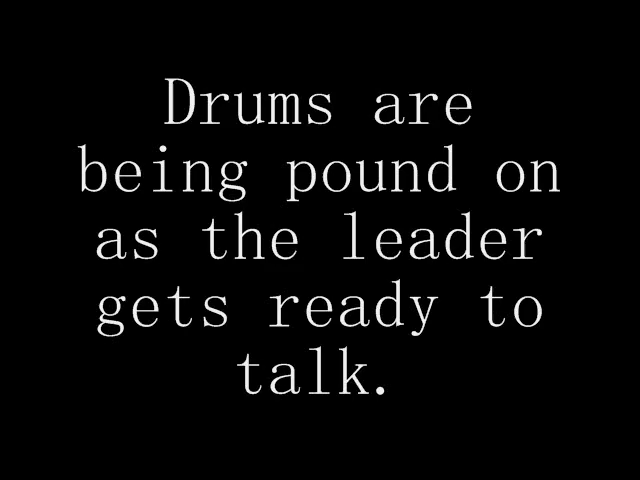 Drums are
being pound on
as the leader
gets ready to
talk.